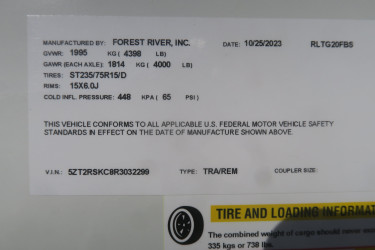 MANUFACTURED BY: FOREST RIVER, INC. DATE: 10/25/2023 RLTG20FBS
GVWR: 1995 KG ( 4398 LB)
GAWR (EACH AXLE): 1814 KG ( 4000 LB)
TIRES: ST235/75R15/D
RIMS: 15X6.0J
COLD INFL. PRESSURE: 448 KPA ( 65 PSI )
THIS VEHICLE CONFORMS TO ALL APPLICABLE U.S. FEDERAL MOTOR VEHICLE SAFETY
STANDARDS IN EFFECT ON THE DATE OF MANUFACTURE SHOWN ABOVE.
V.I.N.: 5ZT2RSKC8R3032299 TYPE: TRA/REM COUPLER SIZE:
TIRE AND LOADING INFORMAT
The combined weight of cargo should never
335 kgs or 738 lbs.